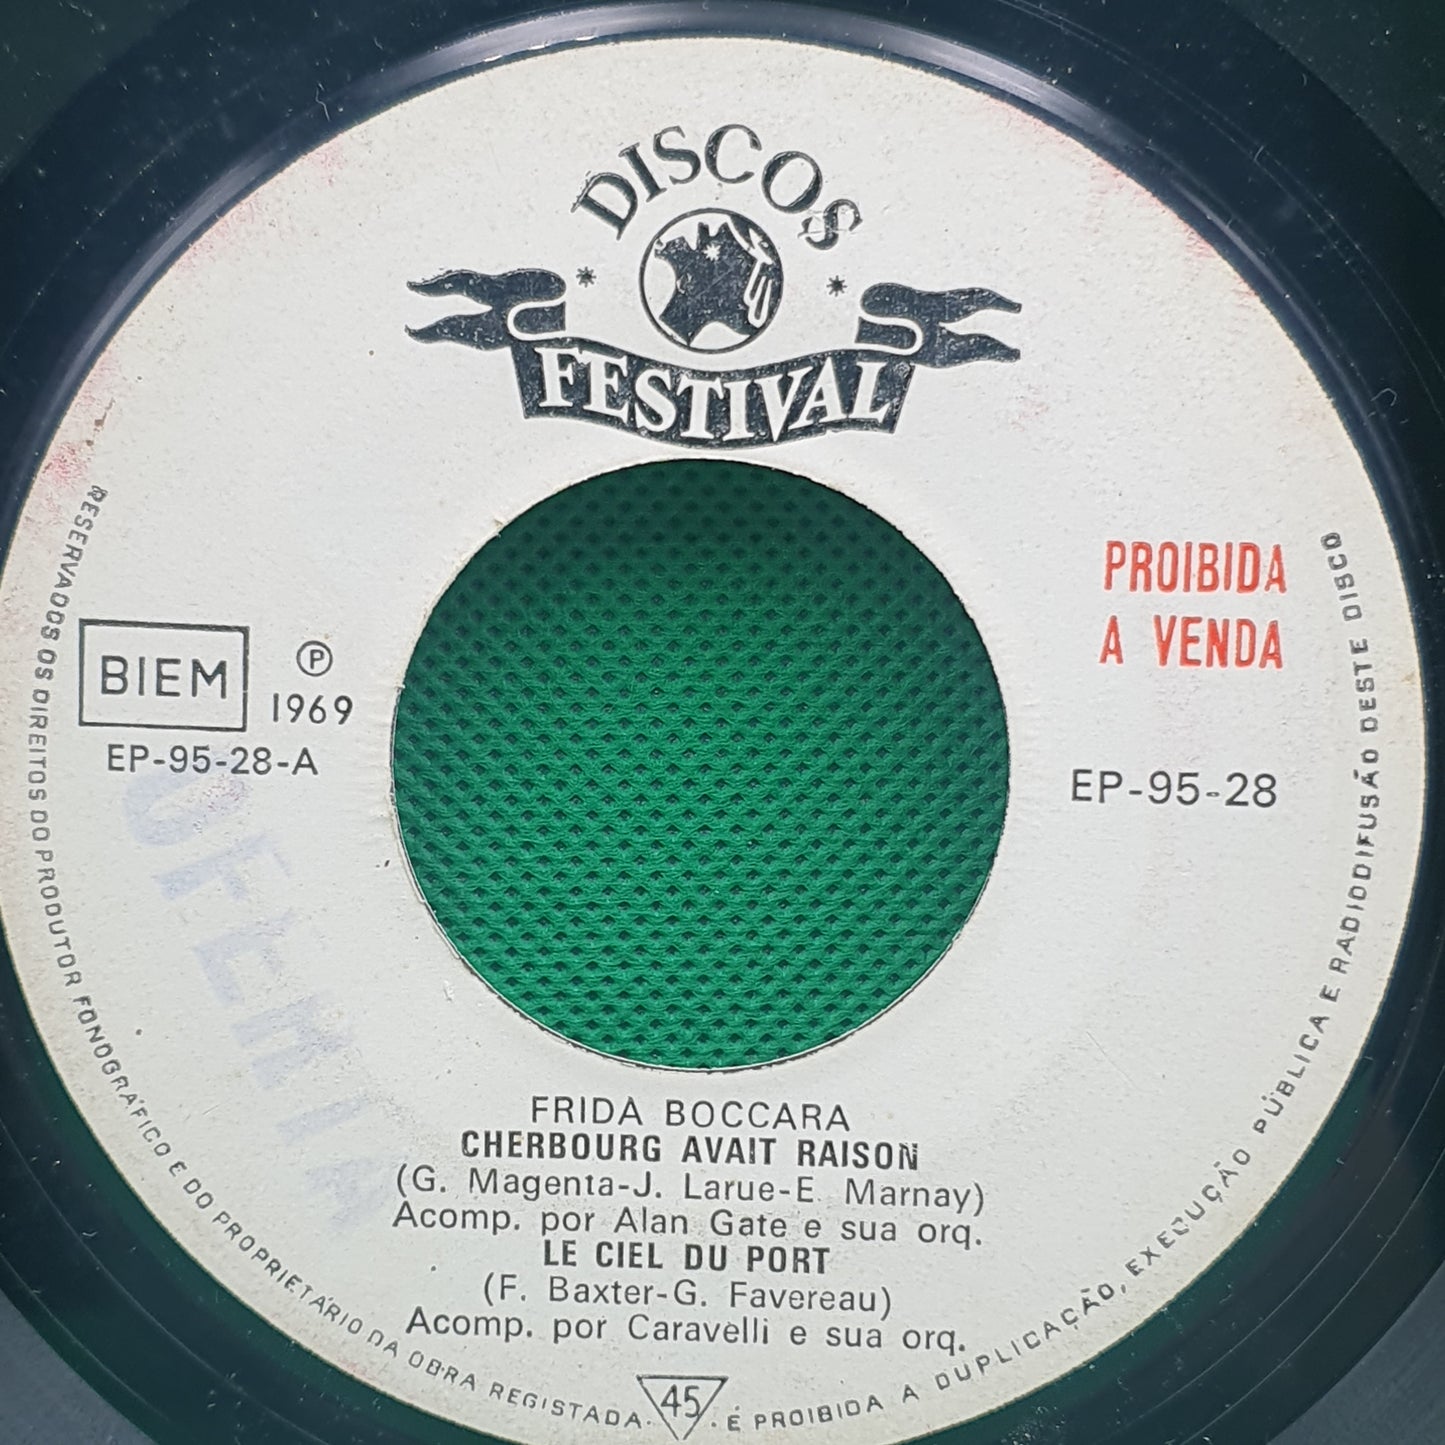 DISCOS
FESTIVAL
PROIBIDA
A VENDA
BIEM
℗
1969
EP-95-28-A
EP-95-28
OFERTA
FRIDA BOCCARA
CHERBOURG AVAIT RAISON
(G. Magenta-J. Larue-E. Marnay)
Acomp. por Alan Gate e sua orq.
LE CIEL DU PORT
(F. Baxter-G. Favereau)
Acomp. por Caravelli e sua orq.
45
RESERVADOS OS DIREITOS DO PRODUTOR FONOGRÁFICO E DO PROPRIETÁRIO DA OBRA REGISTADA. É PROIBIDA A DUPLICAÇÃO, EXECUÇÃO PÚBLICA E RADIODIFUSÃO DESTE DISCO